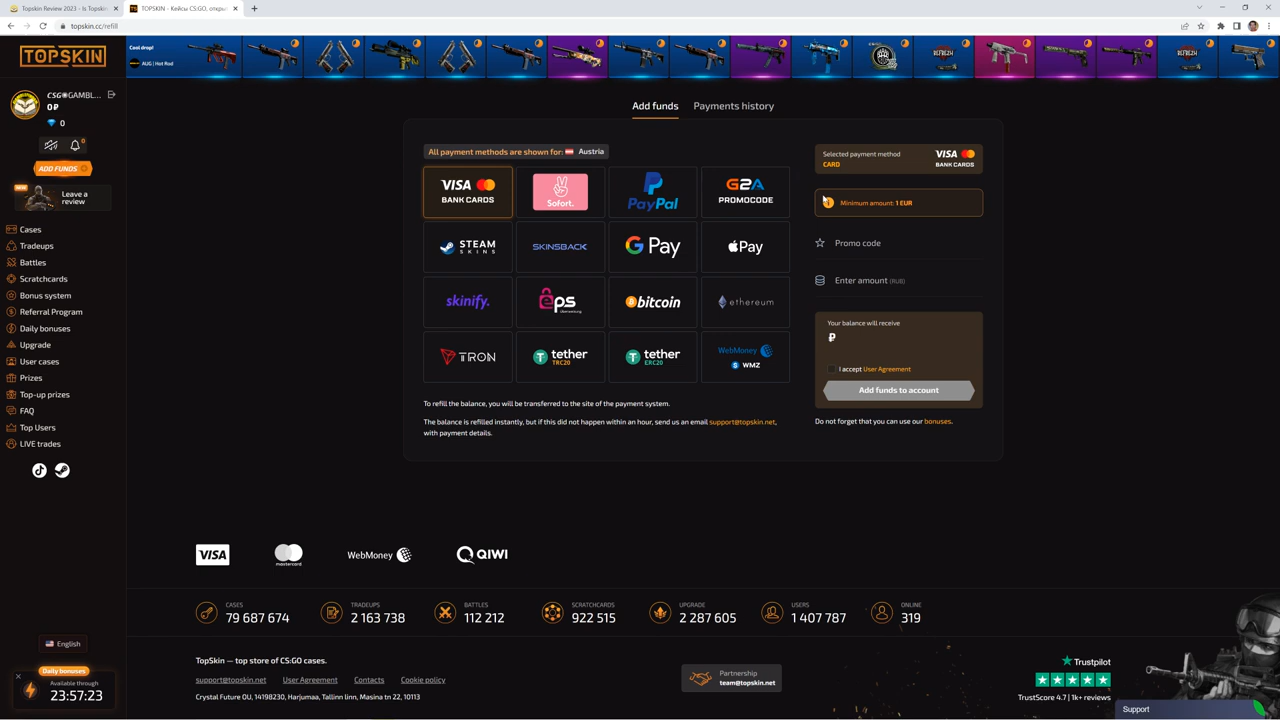 Topskin Review 2023 - Is Topskin
TOPSKIN - Кейсы CS:GO, откры
topskin.cc/refill
TOPSKIN
Cool drop!
AUG | Hot Rod
CSG☀GAMBL...
0 ₽
0
ADD FUNDS
NEW
Leave a
review
Cases
Tradeups
Battles
Scratchcards
Bonus system
Referral Program
Daily bonuses
Upgrade
User cases
Prizes
Top-up prizes
FAQ
Top Users
LIVE trades
English
Daily bonuses
Available through
23:57:23
Add funds
Payments history
All payment methods are shown for: Austria
VISA
BANK CARDS
Sofort.
PayPal
G2A
PROMOCODE
STEAM
SKINS
SKINSBACK
G Pay
Pay
skinify.
eps
bitcoin
ethereum
TRON
tether
TRC20
tether
ERC20
WebMoney
WMZ
To refill the balance, you will be transferred to the site of the payment system.
The balance is refilled instantly, but if this did not happen within an hour, send us an email support@topskin.net,
with payment details.
Selected payment method
CARD
VISA
BANK CARDS
Minimum amount: 1 EUR
Promo code
Enter amount (RUB)
Your balance will receive
₽
I accept User Agreement
Add funds to account
Do not forget that you can use our bonuses.
VISA
mastercard
WebMoney
QIWI
CASES
79 687 674
TRADEUPS
2 163 738
BATTLES
112 212
SCRATCHCARDS
922 515
UPGRADE
2 287 605
USERS
1 407 787
ONLINE
319
TopSkin — top store of CS:GO cases.
support@topskin.net
User Agreement
Contacts
Cookie policy
Crystal Future OU, 14198230, Harjumaa, Tallinn linn, Masina tn 22, 10113
Partnership
team@topskin.net
Trustpilot
TrustScore 4.7 | 1k+ reviews
Support